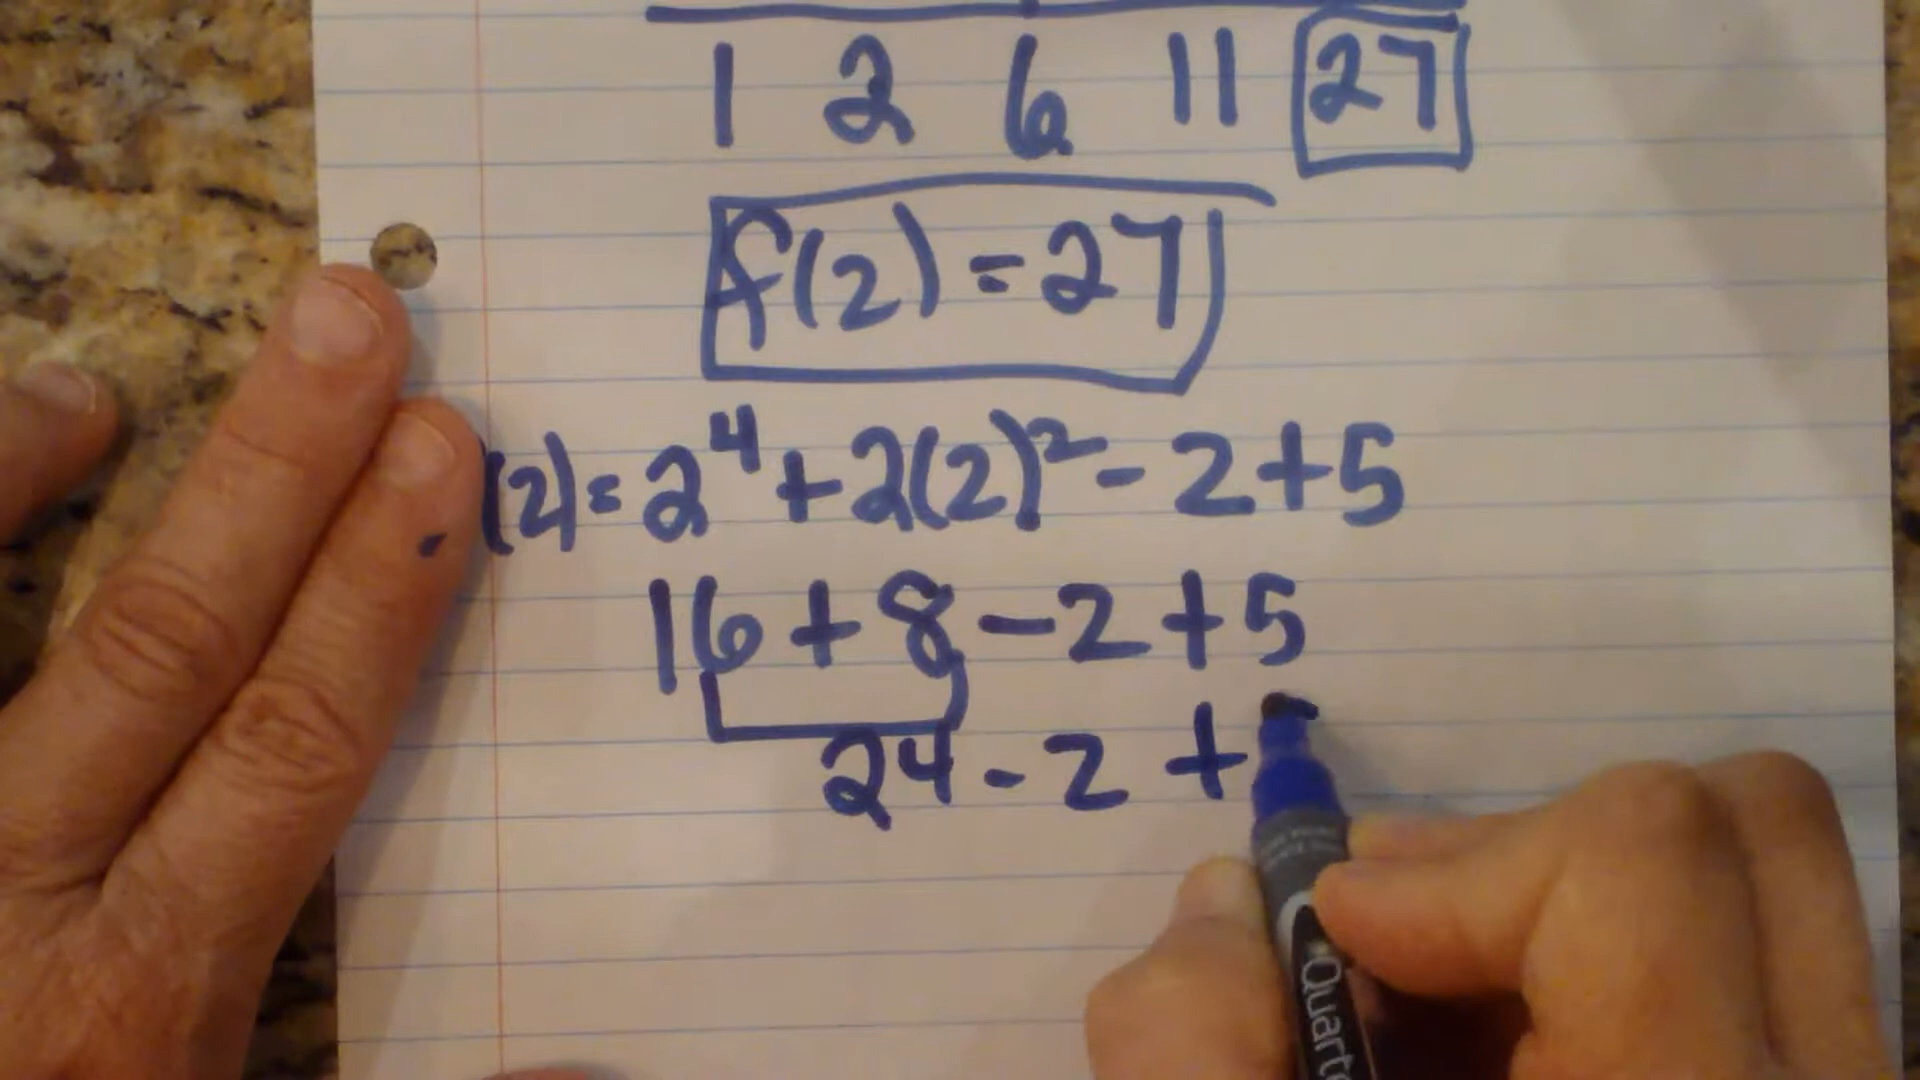 1 2 6 11 27
f(2) = 27
(2) = 2⁴ + 2(2)² - 2 + 5
16 + 8 - 2 + 5
24 - 2 +
Quart